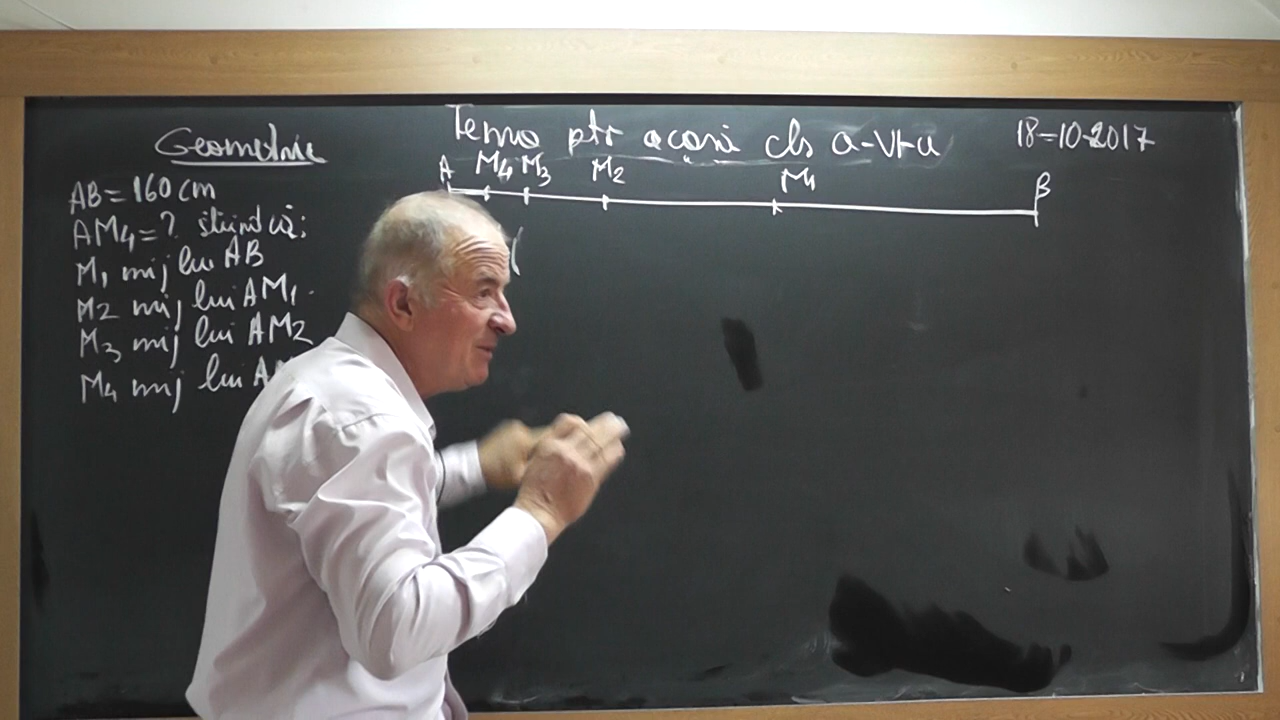 Geometrie
Temă ptr acasă cls a-VI-a
18-10-2017
A M4 M3 M2 M1 B
AB = 160 cm
AM4 = ? știind că:
M1 mij lui AB
M2 mij lui AM1
M3 mij lui AM2
M4 mij lui A